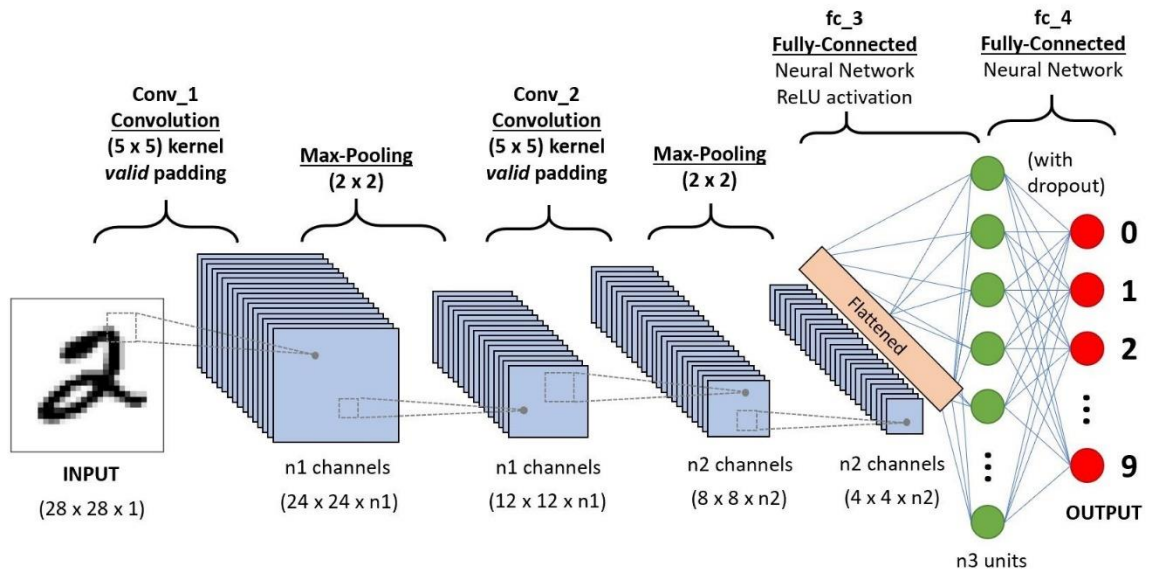 fc_3
Fully-Connected
Neural Network
ReLU activation
fc_4
Fully-Connected
Neural Network
Conv_1
Convolution
(5 x 5) kernel
valid padding
Max-Pooling
(2 x 2)
Conv_2
Convolution
(5 x 5) kernel
valid padding
Max-Pooling
(2 x 2)
(with
dropout)
INPUT
(28 x 28 x 1)
n1 channels
(24 x 24 x n1)
n1 channels
(12 x 12 x n1)
n2 channels
(8 x 8 x n2)
n2 channels
(4 x 4 x n2)
Flattened
n3 units
0
1
2
9
OUTPUT
2